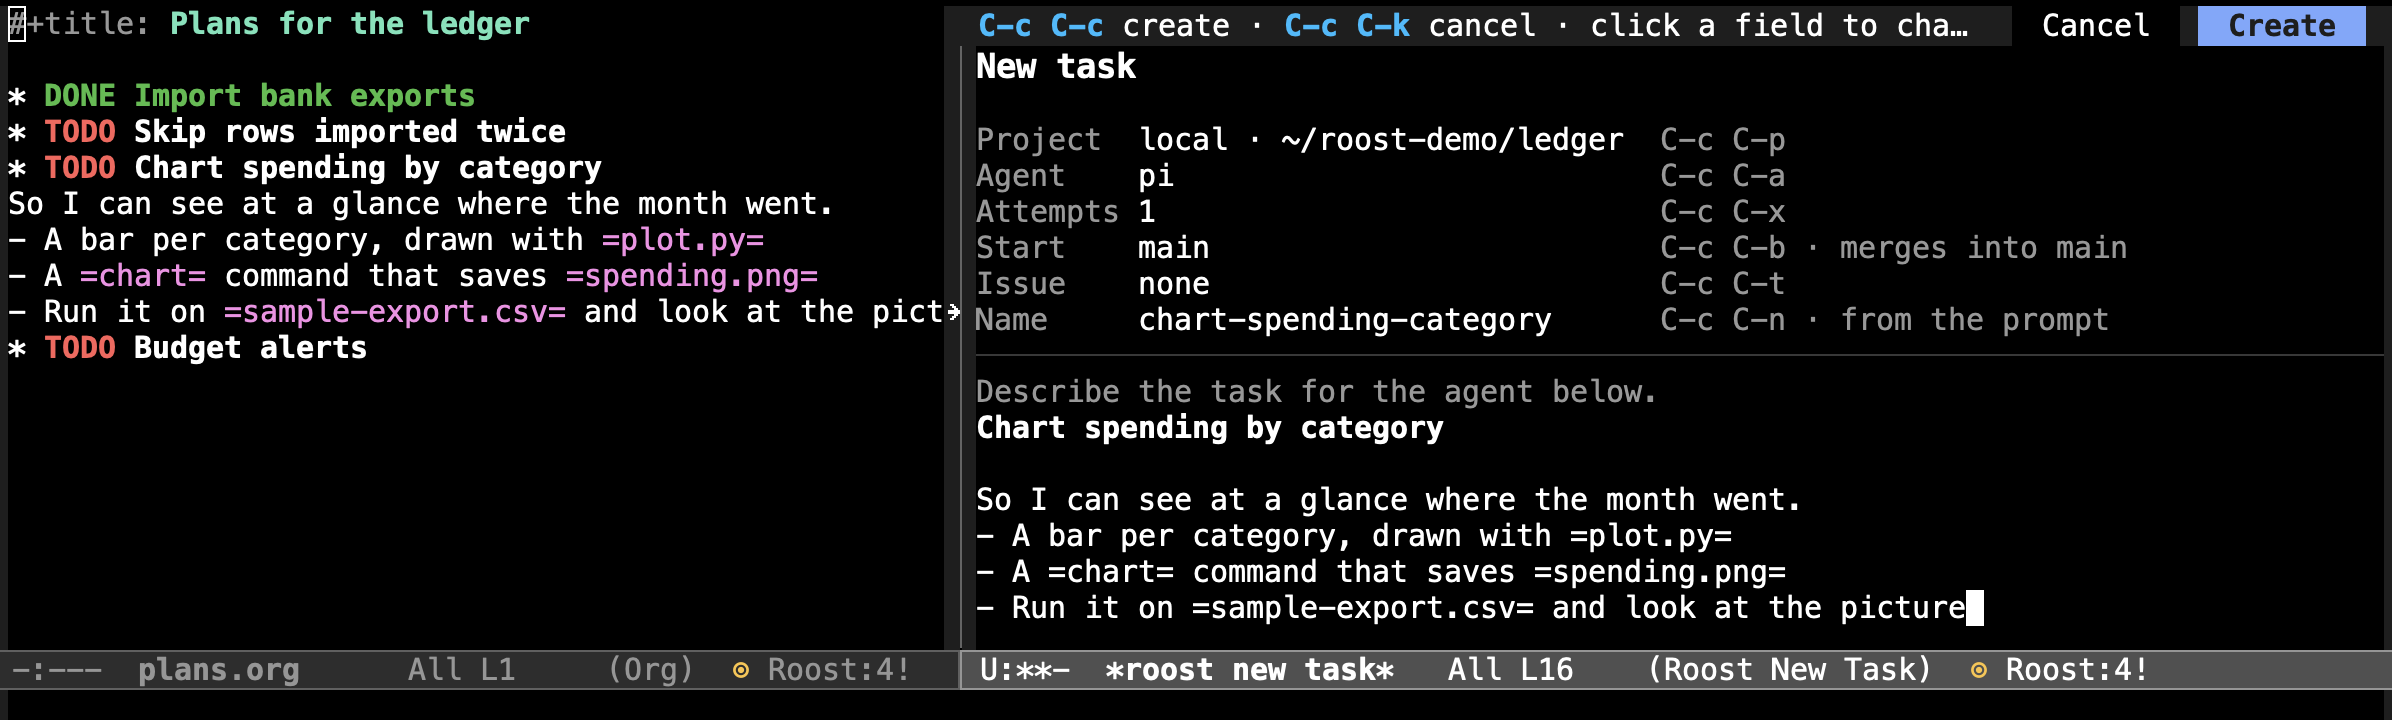 #+title: Plans for the ledger
* DONE Import bank exports
* TODO Skip rows imported twice
* TODO Chart spending by category
So I can see at a glance where the month went.
- A bar per category, drawn with =plot.py=
- A =chart= command that saves =spending.png=
- Run it on =sample-export.csv= and look at the pict
* TODO Budget alerts
-:--- plans.org All L1 (Org) Roost:4!
C-c C-c create · C-c C-k cancel · click a field to cha… Cancel Create
New task
Project local · ~/roost-demo/ledger C-c C-p
Agent pi C-c C-a
Attempts 1 C-c C-x
Start main C-c C-b · merges into main
Issue none C-c C-t
Name chart-spending-category C-c C-n · from the prompt
Describe the task for the agent below.
Chart spending by category
So I can see at a glance where the month went.
- A bar per category, drawn with =plot.py=
- A =chart= command that saves =spending.png=
- Run it on =sample-export.csv= and look at the picture
U:**- *roost new task* All L16 (Roost New Task) Roost:4!